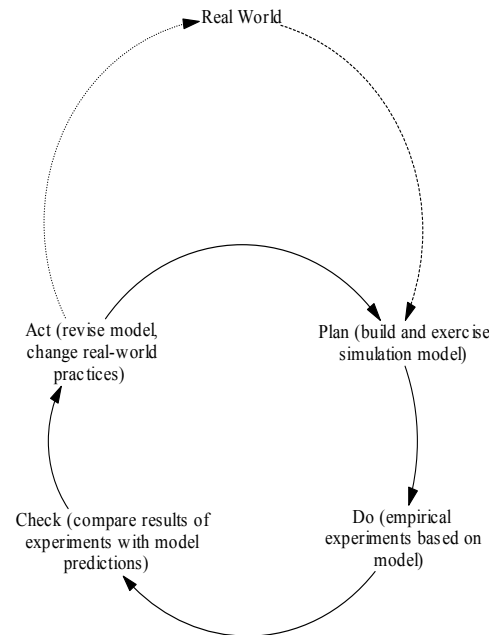 Real World
Act (revise model,
change real-world
practices)
Plan (build and exercise
simulation model)
Check (compare results of
experiments with model
predictions)
Do (empirical
experiments based on
model)